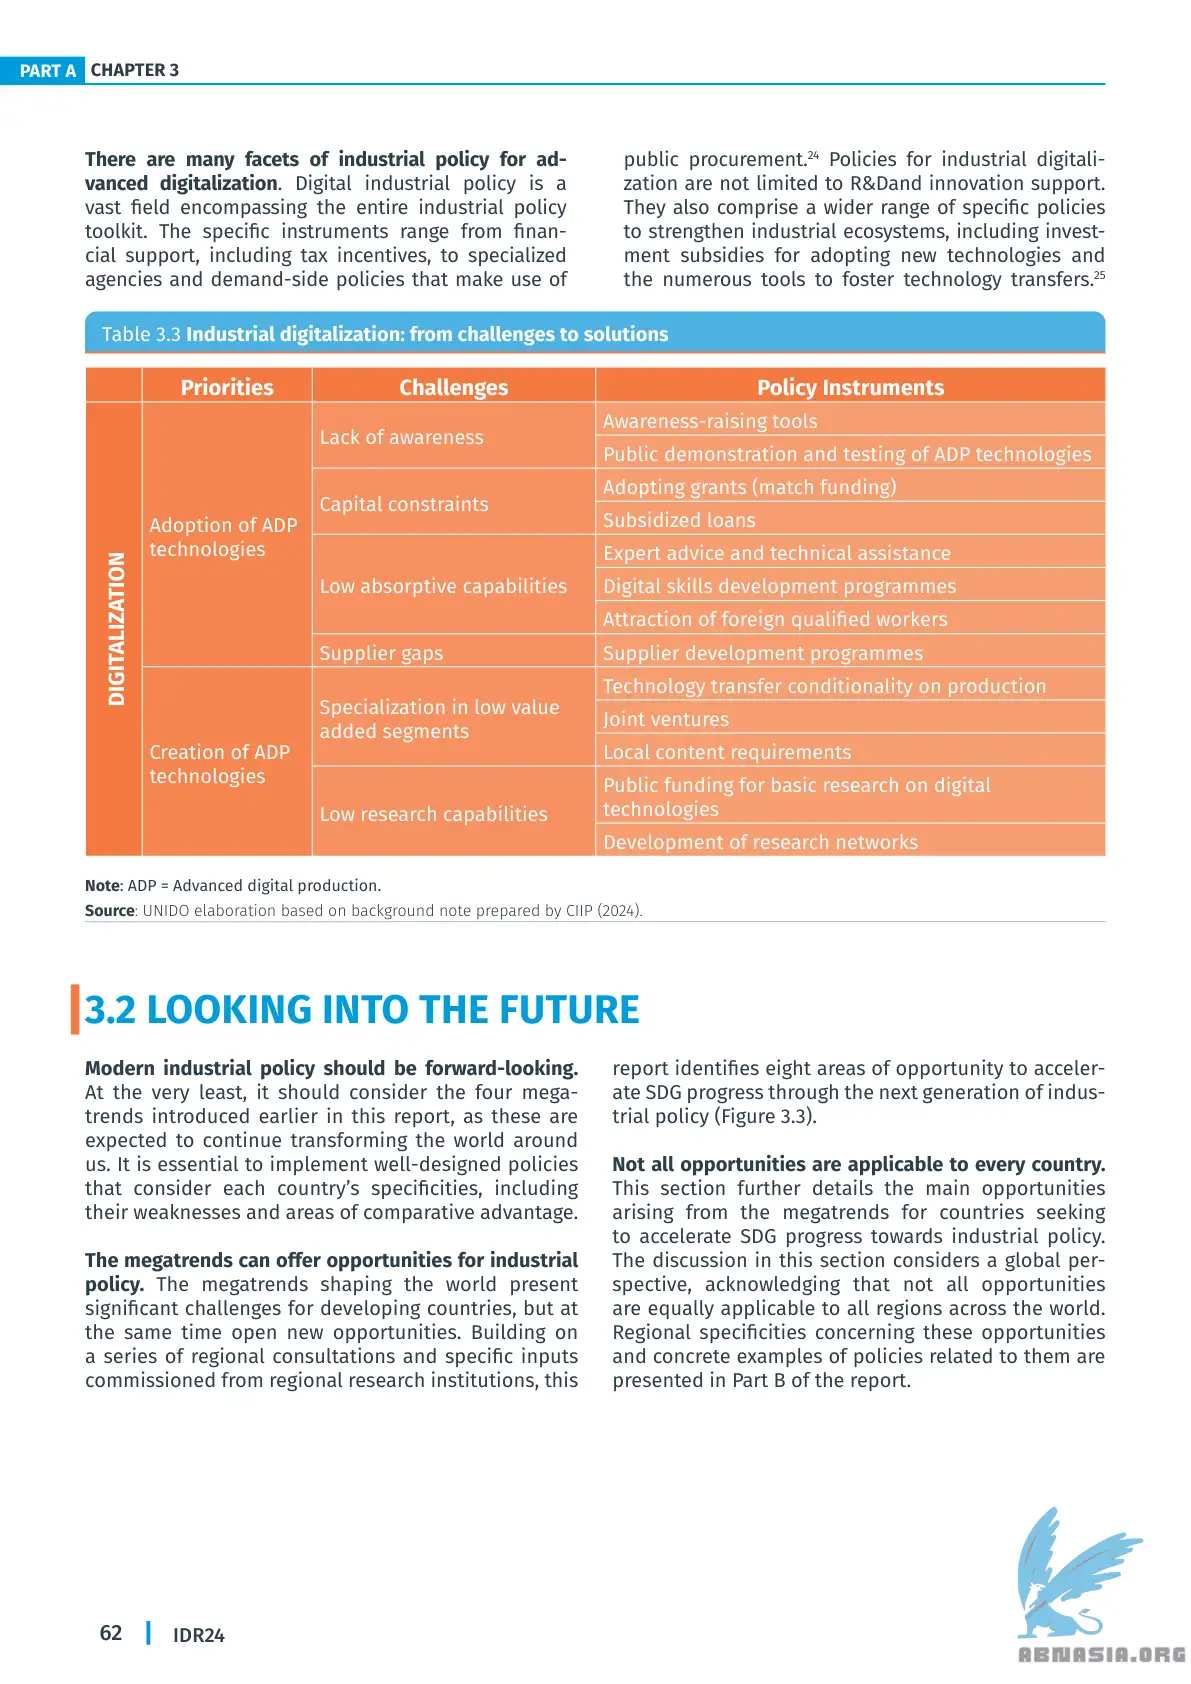 PART A CHAPTER 3
There are many facets of industrial policy for ad-
vanced digitalization. Digital industrial policy is a
vast field encompassing the entire industrial policy
toolkit. The specific instruments range from finan-
cial support, including tax incentives, to specialized
agencies and demand-side policies that make use of
public procurement.24 Policies for industrial digitali-
zation are not limited to R&Dand innovation support.
They also comprise a wider range of specific policies
to strengthen industrial ecosystems, including invest-
ment subsidies for adopting new technologies and
the numerous tools to foster technology transfers.25
Table 3.3 Industrial digitalization: from challenges to solutions
Priorities Challenges Policy Instruments
DIGITALIZATION
Adoption of ADP
technologies
Lack of awareness
Awareness-raising tools
Public demonstration and testing of ADP technologies
Capital constraints
Adopting grants (match funding)
Subsidized loans
Low absorptive capabilities
Expert advice and technical assistance
Digital skills development programmes
Attraction of foreign qualified workers
Supplier gaps
Supplier development programmes
Creation of ADP
technologies
Specialization in low value
added segments
Technology transfer conditionality on production
Joint ventures
Local content requirements
Low research capabilities
Public funding for basic research on digital
technologies
Development of research networks
Note: ADP = Advanced digital production.
Source: UNIDO elaboration based on background note prepared by CIIP (2024).
3.2 LOOKING INTO THE FUTURE
Modern industrial policy should be forward-looking.
At the very least, it should consider the four mega-
trends introduced earlier in this report, as these are
expected to continue transforming the world around
us. It is essential to implement well-designed policies
that consider each country's specificities, including
their weaknesses and areas of comparative advantage.
The megatrends can offer opportunities for industrial
policy. The megatrends shaping the world present
significant challenges for developing countries, but at
the same time open new opportunities. Building on
a series of regional consultations and specific inputs
commissioned from regional research institutions, this
report identifies eight areas of opportunity to acceler-
ate SDG progress through the next generation of indus-
trial policy (Figure 3.3).
Not all opportunities are applicable to every country.
This section further details the main opportunities
arising from the megatrends for countries seeking
to accelerate SDG progress towards industrial policy.
The discussion in this section considers a global per-
spective, acknowledging that not all opportunities
are equally applicable to all regions across the world.
Regional specificities concerning these opportunities
and concrete examples of policies related to them are
presented in Part B of the report.
62 IDR24
ABNASIA.ORG